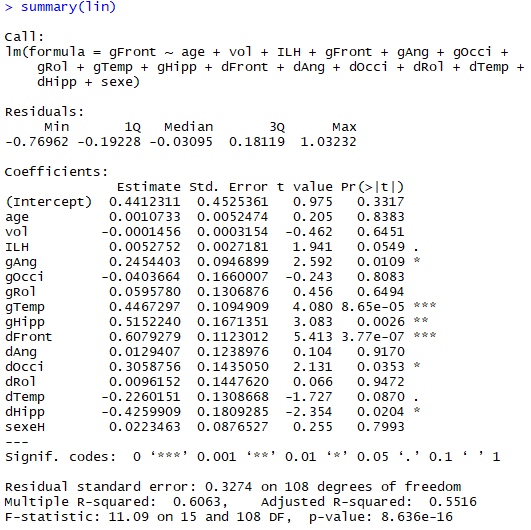 > summary(lin)
Call:
lm(formula = gFront ~ age + vol + ILH + gFront + gAng + gOcci +
    gRol + gTemp + gHipp + dFront + dAng + dOcci + dRol + dTemp +
    dHipp + sexe)
Residuals:
     Min       1Q   Median       3Q      Max
-0.76962 -0.19228 -0.03095  0.18119  1.03232
Coefficients:
              Estimate Std. Error t value Pr(>|t|)
(Intercept)  0.4412311  0.4525361   0.975   0.3317
age          0.0010733  0.0052474   0.205   0.8383
vol         -0.0001456  0.0003154  -0.462   0.6451
ILH          0.0052752  0.0027181   1.941   0.0549 .
gAng         0.2454403  0.0946899   2.592   0.0109 *
gOcci       -0.0403664  0.1660007  -0.243   0.8083
gRol         0.0595780  0.1306876   0.456   0.6494
gTemp        0.4467297  0.1094909   4.080 8.65e-05 ***
gHipp        0.5152240  0.1671351   3.083   0.0026 **
dFront       0.6079279  0.1123012   5.413 3.77e-07 ***
dAng         0.0129407  0.1238976   0.104   0.9170
dOcci        0.3058756  0.1435050   2.131   0.0353 *
dRol         0.0096152  0.1447620   0.066   0.9472
dTemp       -0.2260151  0.1308668  -1.727   0.0870 .
dHipp       -0.4259909  0.1809285  -2.354   0.0204 *
sexeH        0.0223463  0.0876527   0.255   0.7993
---
Signif. codes:  0 ‘***’ 0.001 ‘**’ 0.01 ‘*’ 0.05 ‘.’ 0.1 ‘ ’ 1
Residual standard error: 0.3274 on 108 degrees of freedom
Multiple R-squared:  0.6063,    Adjusted R-squared:  0.5516
F-statistic: 11.09 on 15 and 108 DF,  p-value: 8.636e-16